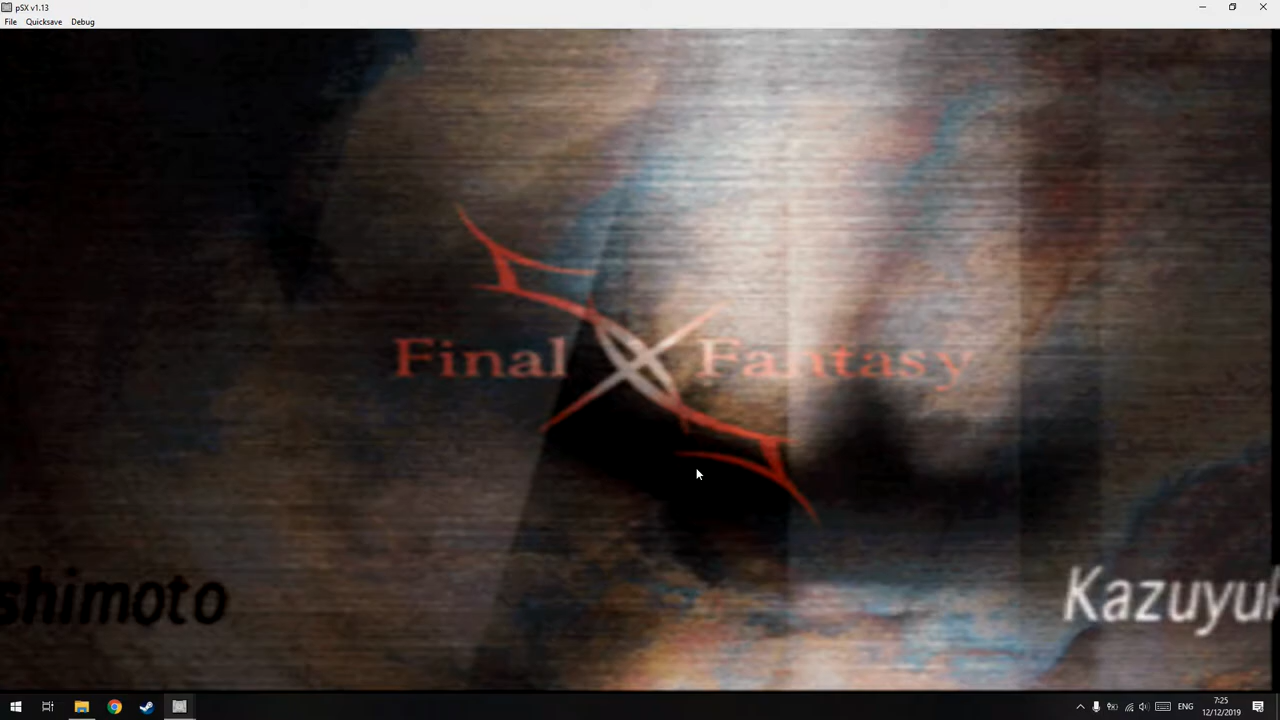 pSX v1.13
File Quicksave Debug
Final Fantasy
shimoto
Kazuyuk
ENG
7:25
12/12/2019